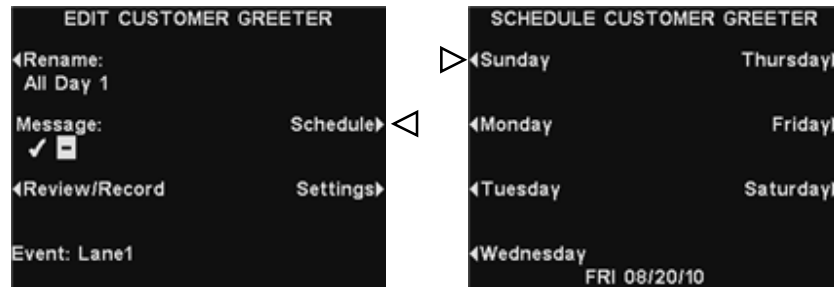 EDIT CUSTOMER GREETER
Rename:
All Day 1
Message:
Schedule
Review/Record
Settings
Event: Lane1
SCHEDULE CUSTOMER GREETER
Sunday
Thursday
Monday
Friday
Tuesday
Saturday
Wednesday
FRI 08/20/10